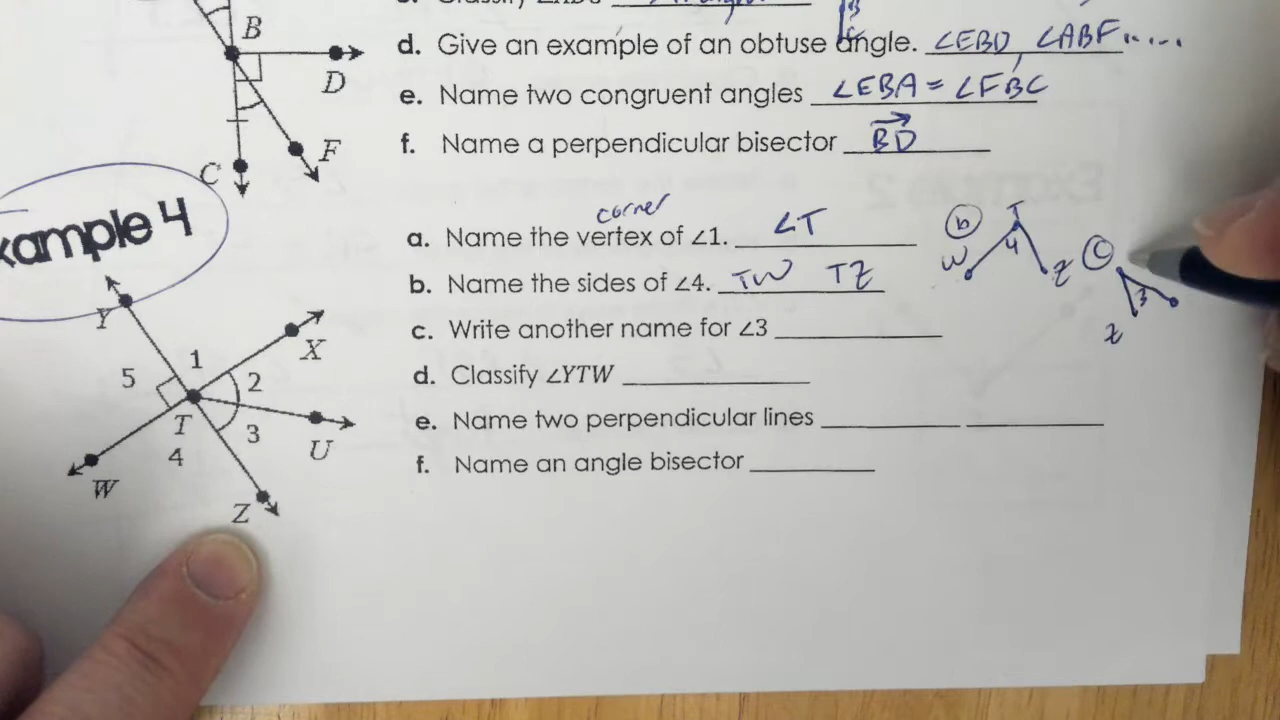 B
D
F
C
d. Give an example of an obtuse angle. ∠EBD, ∠ABF.....
e. Name two congruent angles ∠EBA = ∠FBC
f. Name a perpendicular bisector BD
xample 4
corner
a. Name the vertex of ∠1. ∠T
b. Name the sides of ∠4. TW TZ
c. Write another name for ∠3
d. Classify ∠YTW
e. Name two perpendicular lines
f. Name an angle bisector
Y
X
1
5
2
T
3
4
U
W
Z
b
T
W
4
Z
C
3
Z